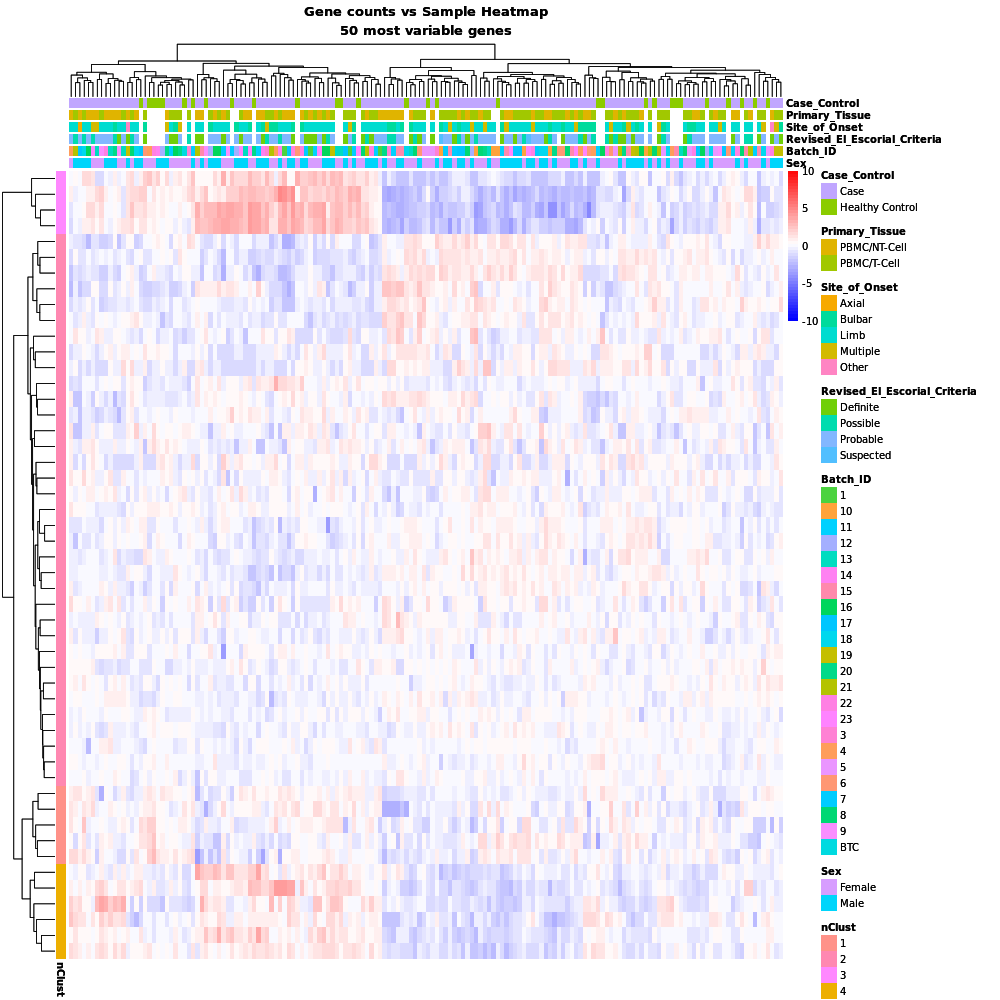 Gene counts vs Sample Heatmap
50 most variable genes
Case_Control
Primary_Tissue
Site_of_Onset
Revised_El_Escorial_Criteria
Batch_ID
Sex
10
5
0
-5
-10
Case_Control
Case
Healthy Control
Primary_Tissue
PBMC/NT-Cell
PBMC/T-Cell
Site_of_Onset
Axial
Bulbar
Limb
Multiple
Other
Revised_El_Escorial_Criteria
Definite
Possible
Probable
Suspected
Batch_ID
1
10
11
12
13
14
15
16
17
18
19
20
21
22
23
3
4
5
6
7
8
9
BTC
Sex
Female
Male
nClust
1
2
3
4
nClust